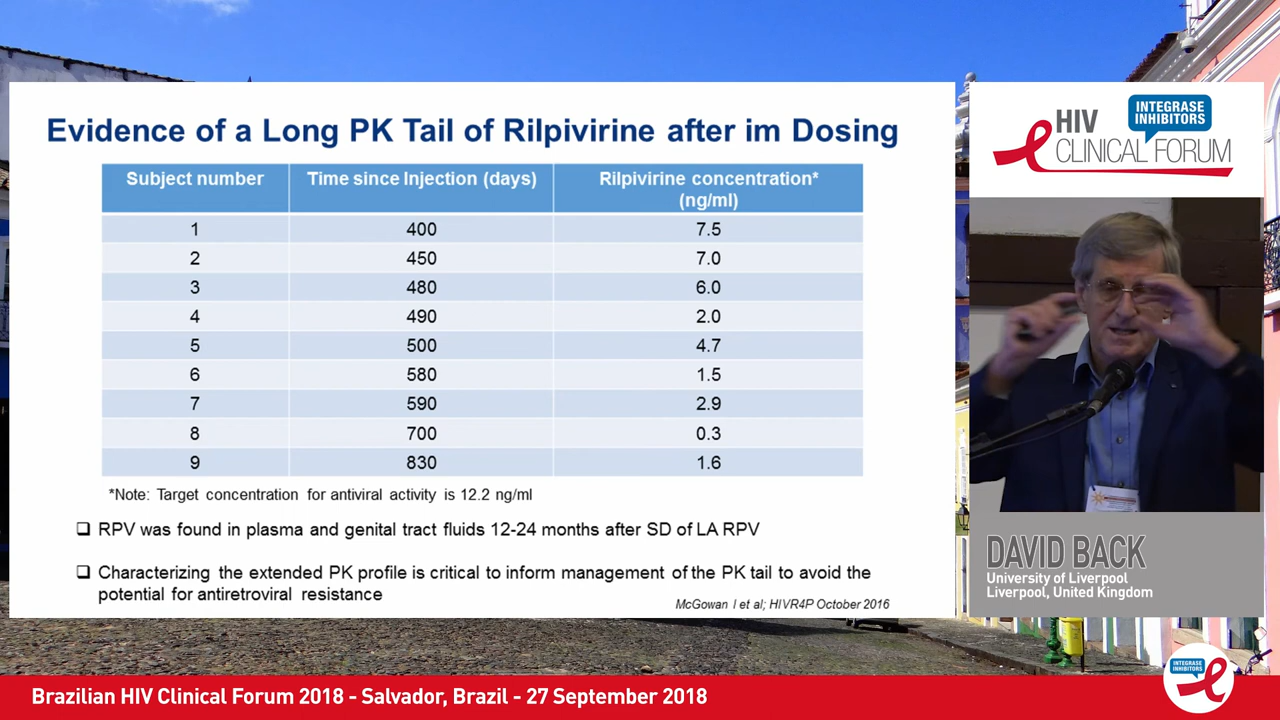 Evidence of a Long PK Tail of Rilpivirine after im Dosing
Subject number Time since Injection (days) Rilpivirine concentration*
(ng/ml)
1 400 7.5
2 450 7.0
3 480 6.0
4 490 2.0
5 500 4.7
6 580 1.5
7 590 2.9
8 700 0.3
9 830 1.6
*Note: Target concentration for antiviral activity is 12.2 ng/ml
RPV was found in plasma and genital tract fluids 12-24 months after SD of LA RPV
Characterizing the extended PK profile is critical to inform management of the PK tail to avoid the
potential for antiretroviral resistance
McGowan I et al; HIVR4P October 2016
HIV
INTEGRASE
INHIBITORS
CLINICAL FORUM
DAVID BACK
University of Liverpool
Liverpool, United Kingdom
Brazilian HIV Clinical Forum 2018 - Salvador, Brazil - 27 September 2018
INTEGRASE
INHIBITORS